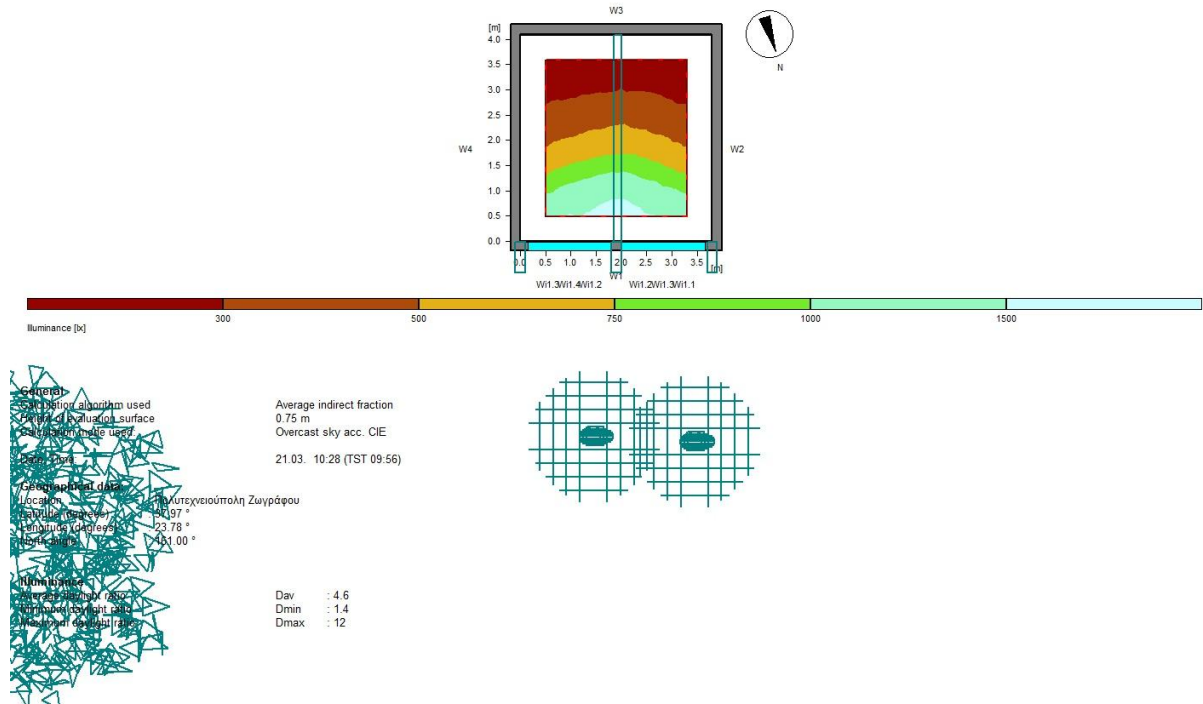 W3
[m]
4.0
3.5
3.0
2.5
2.0
1.5
1.0
0.5
0.0
W4
W2
N
0.0 0.5 1.0 1.5 2.0 2.5 3.0 3.5 [m]
W1
Wi1.3Wi1.4Wi1.2 Wi1.2Wi1.3Wi1.1
300 500 750 1000 1500
Illuminance [lx]
General
Calculation algorithm used Average indirect fraction
Height of evaluation surface 0.75 m
Calculation mode used: Overcast sky acc. CIE
Date, Time: 21.03. 10:28 (TST 09:56)
Geographical data
Location Πολυτεχνειούπολη Ζωγράφου
Latitude (degrees) 37.97 °
Longitude (degrees) 23.78 °
North angle 161.00 °
Illuminance
Average daylight ratio Dav : 4.6
Minimum daylight ratio Dmin : 1.4
Maximum daylight ratio Dmax : 12